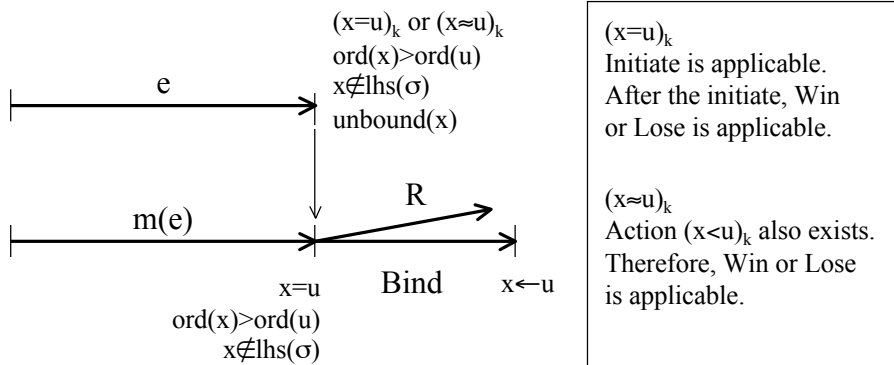 (x=u)k or (x≈u)k
ord(x)>ord(u)
x∉lhs(σ)
unbound(x)
e
m(e)
R
Bind
x←u
x=u
ord(x)>ord(u)
x∉lhs(σ)
(x=u)k
Initiate is applicable.
After the initiate, Win
or Lose is applicable.
(x≈u)k
Action (x<u)k also exists.
Therefore, Win or Lose
is applicable.